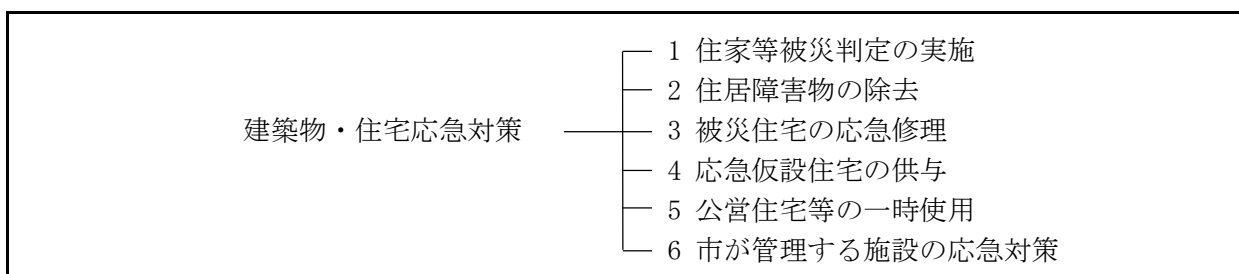 1 住家等被災判定の実施
2 住居障害物の除去
建築物・住宅応急対策
3 被災住宅の応急修理
4 応急仮設住宅の供与
5 公営住宅等の一時使用
6 市が管理する施設の応急対策